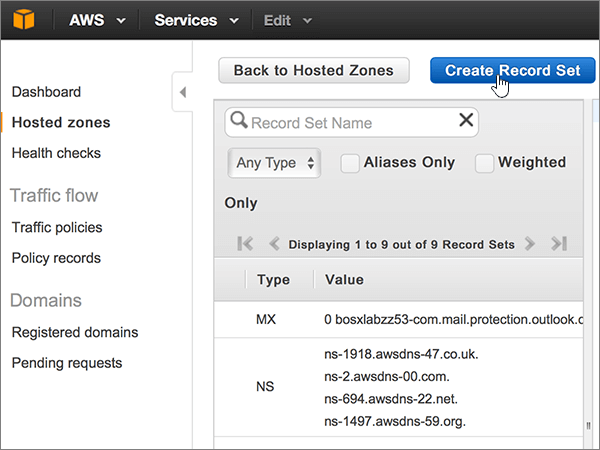 AWS Services Edit
Back to Hosted Zones Create Record Set
Dashboard
Hosted zones
Health checks
Traffic flow
Traffic policies
Policy records
Domains
Registered domains
Pending requests
Record Set Name
Any Type Aliases Only Weighted
Only
Displaying 1 to 9 out of 9 Record Sets
Type Value
MX 0 bosxlabzz53-com.mail.protection.outlook.c
NS
ns-1918.awsdns-47.co.uk.
ns-2.awsdns-00.com.
ns-694.awsdns-22.net.
ns-1497.awsdns-59.org.